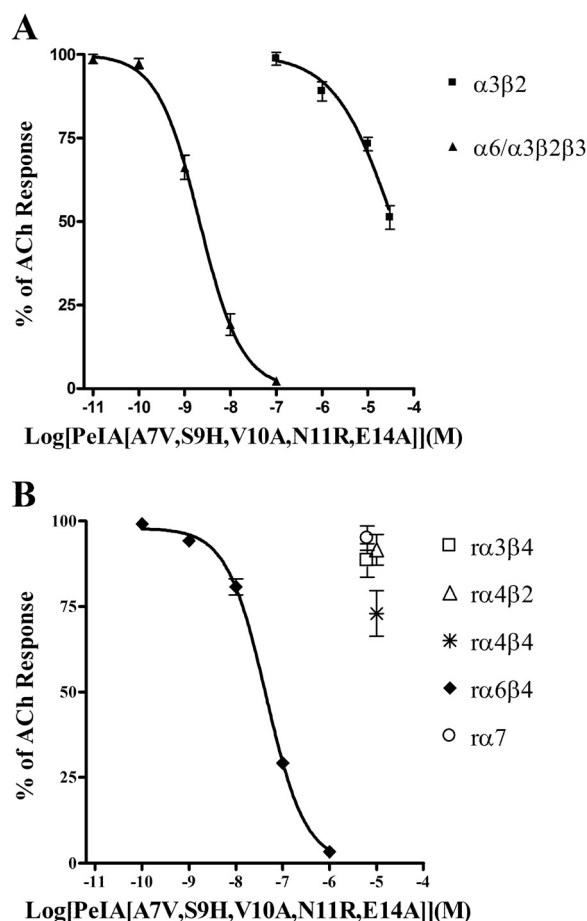 A
% of ACh Response
100
75
50
25
0
-11 -10 -9 -8 -7 -6 -5 -4
Log[PeIA[A7V,S9H,V10A,N11R,E14A]](M)
α3β2
α6/α3β2β3
B
% of ACh Response
100
75
50
25
0
-11 -10 -9 -8 -7 -6 -5 -4
Log[PeIA[A7V,S9H,V10A,N11R,E14A]](M)
rα3β4
rα4β2
rα4β4
rα6β4
rα7